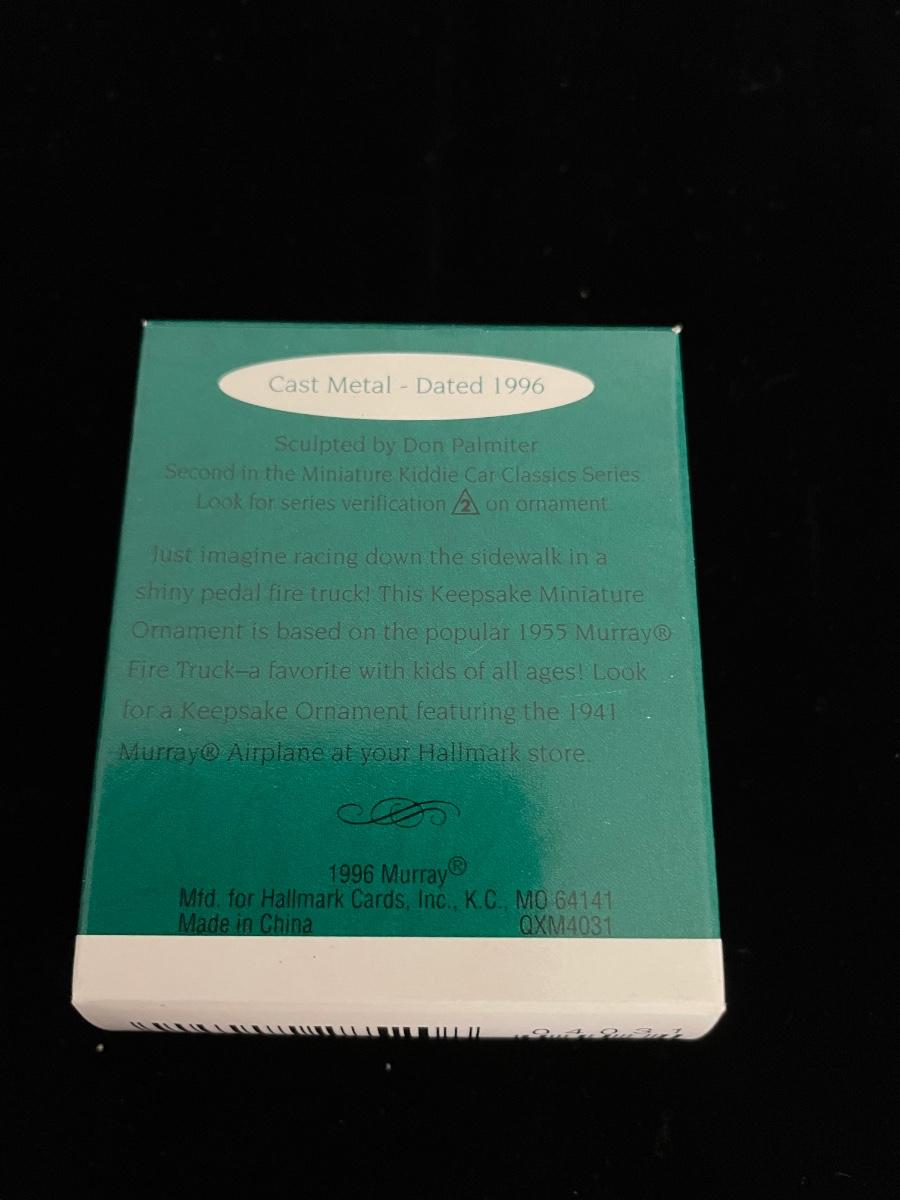 Cast Metal - Dated 1996
Sculpted by Don Palmiter
Second in the Miniature Kiddie Car Classics Series.
Look for series verification 2 on ornament.
Just imagine racing down the sidewalk in a
shiny pedal fire truck! This Keepsake Miniature
Ornament is based on the popular 1955 Murray®
Fire Truck—a favorite with kids of all ages! Look
for a Keepsake Ornament featuring the 1941
Murray® Airplane at your Hallmark store.
1996 Murray®
Mfd. for Hallmark Cards, Inc., K.C., MO 64141
Made in China QXM4031
04031